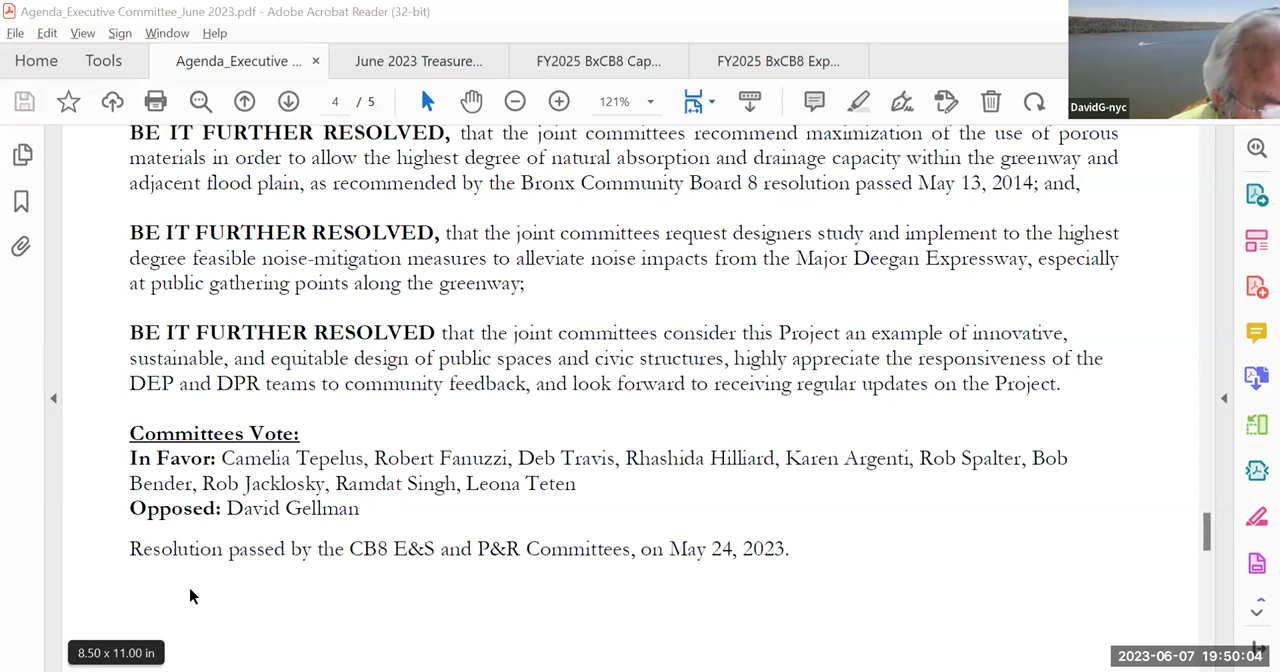 Agenda_Executive Committee_June 2023.pdf - Adobe Acrobat Reader (32-bit)
File Edit View Sign Window Help
Home Tools Agenda_Executive ... × June 2023 Treasure... FY2025 BxCB8 Cap... FY2025 BxCB8 Exp...
4 / 5 121%
DavidG-nyc
BE IT FURTHER RESOLVED, that the joint committees recommend maximization of the use of porous
materials in order to allow the highest degree of natural absorption and drainage capacity within the greenway and
adjacent flood plain, as recommended by the Bronx Community Board 8 resolution passed May 13, 2014; and,
BE IT FURTHER RESOLVED, that the joint committees request designers study and implement to the highest
degree feasible noise-mitigation measures to alleviate noise impacts from the Major Deegan Expressway, especially
at public gathering points along the greenway;
BE IT FURTHER RESOLVED that the joint committees consider this Project an example of innovative,
sustainable, and equitable design of public spaces and civic structures, highly appreciate the responsiveness of the
DEP and DPR teams to community feedback, and look forward to receiving regular updates on the Project.
Committees Vote:
In Favor: Camelia Tepelus, Robert Fanuzzi, Deb Travis, Rhashida Hilliard, Karen Argenti, Rob Spalter, Bob
Bender, Rob Jacklosky, Ramdat Singh, Leona Teten
Opposed: David Gellman
Resolution passed by the CB8 E&S and P&R Committees, on May 24, 2023.
8.50 x 11.00 in
2023-06-07 19:50:04